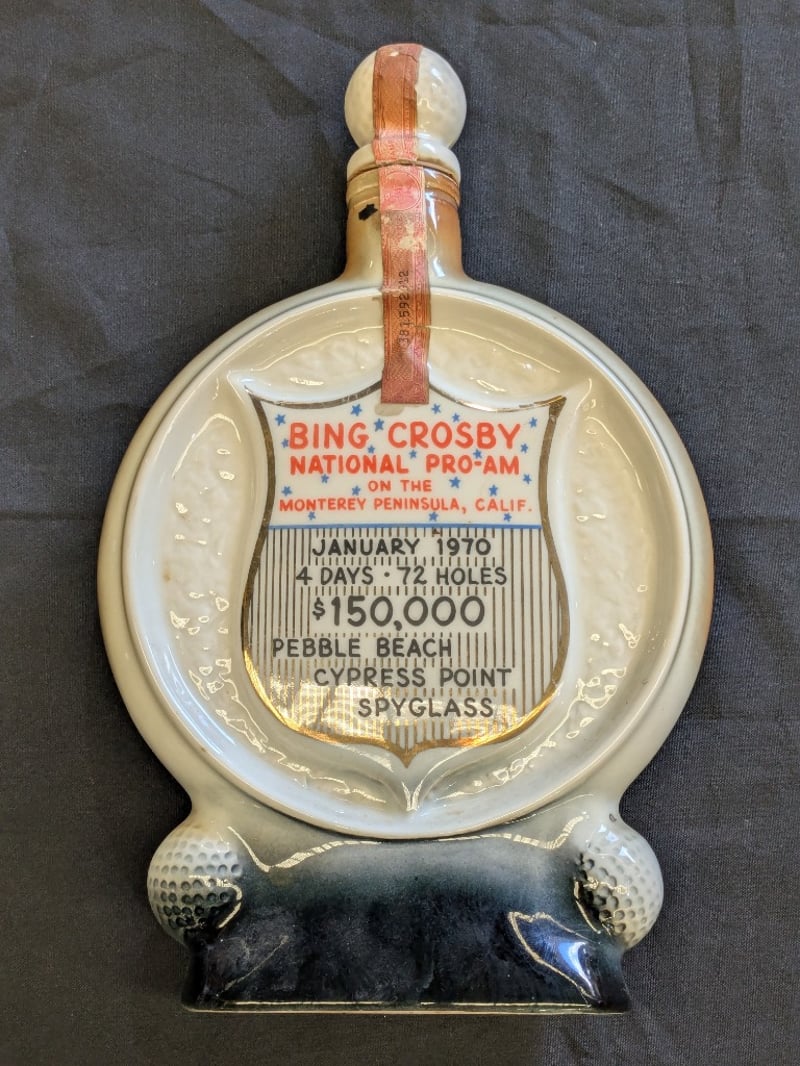 BING CROSBY
NATIONAL PRO-AM
ON THE
MONTEREY PENINSULA, CALIF.
JANUARY 1970
4 DAYS · 72 HOLES
$150,000
PEBBLE BEACH
CYPRESS POINT
SPYGLASS